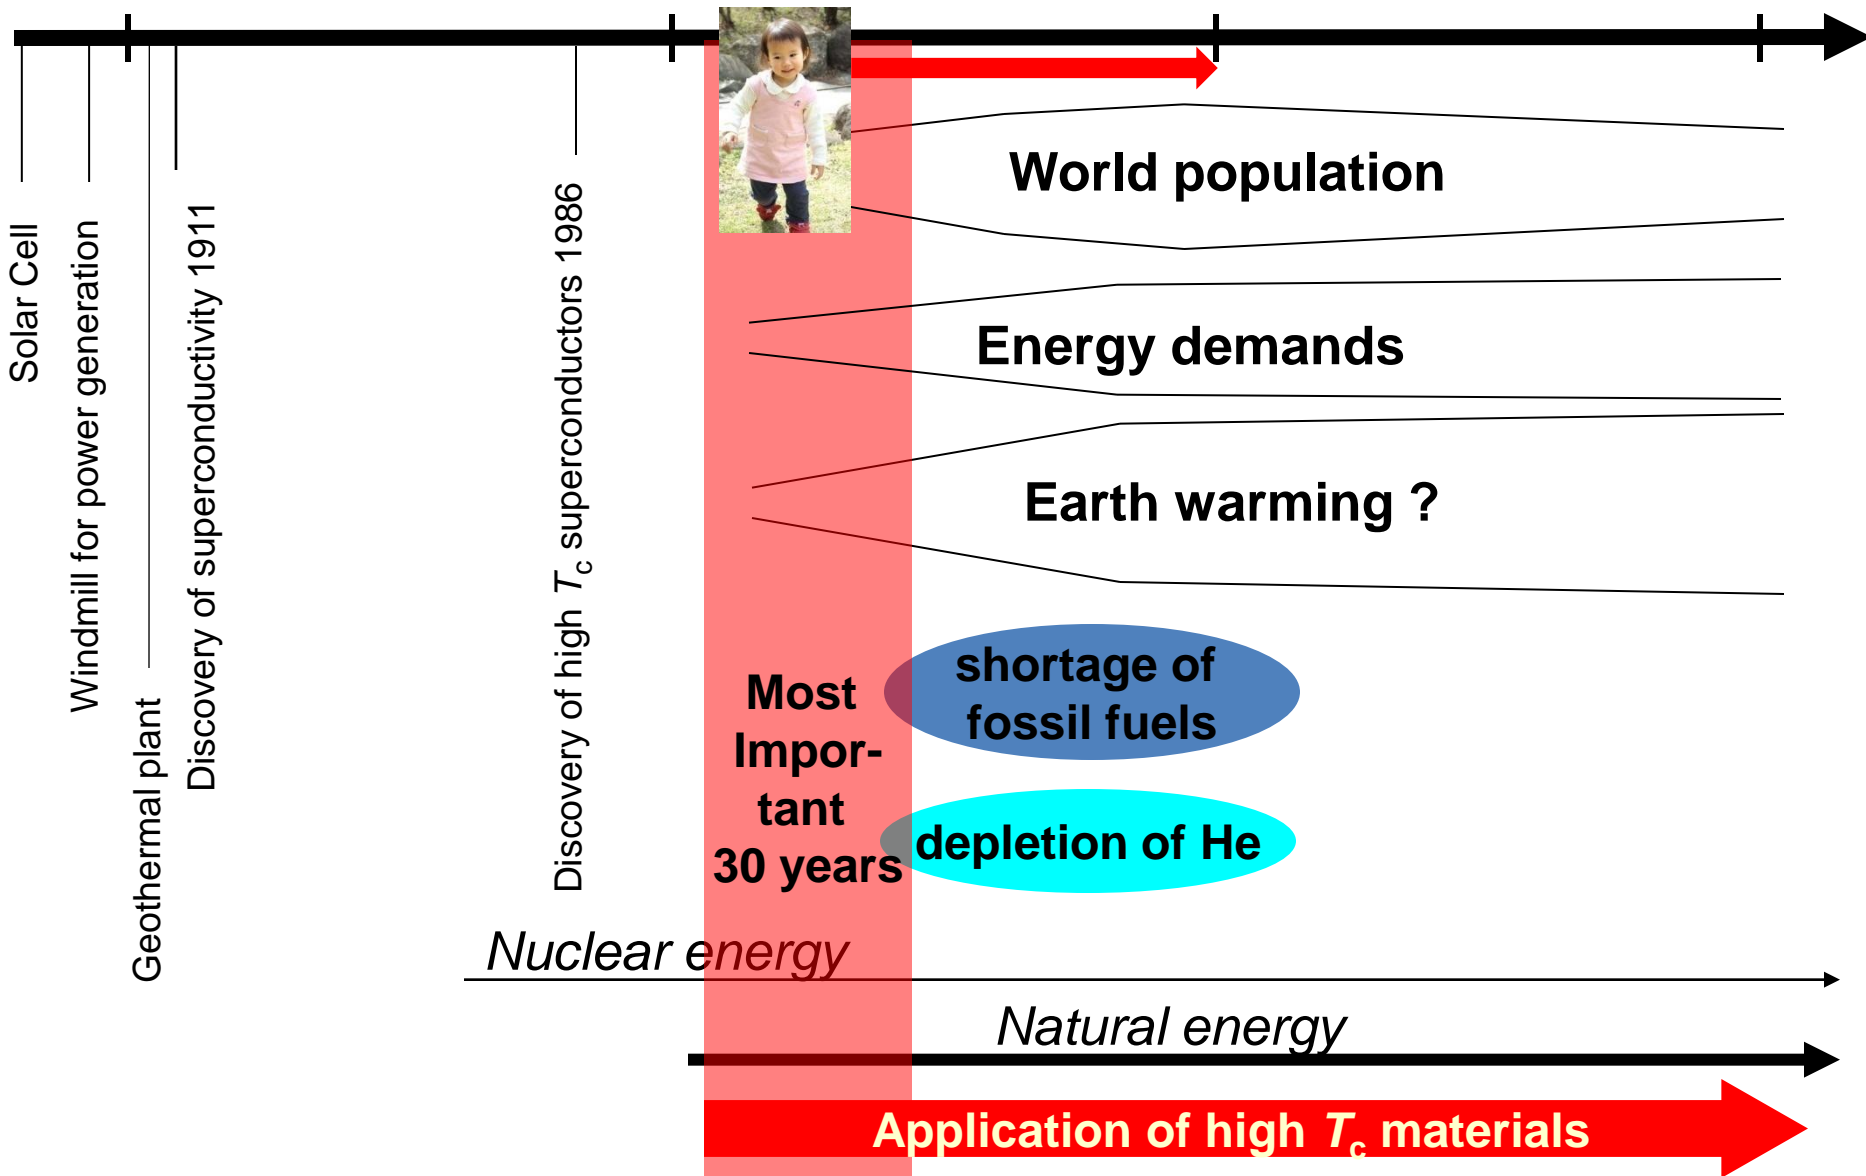 Solar Cell
Windmill for power generation
Geothermal plant
Discovery of superconductivity 1911
Discovery of high Tc superconductors 1986
World population
Energy demands
Earth warming ?
shortage of
fossil fuels
Most
Impor-
tant
30 years
depletion of He
Nuclear energy
Natural energy
Application of high Tc materials